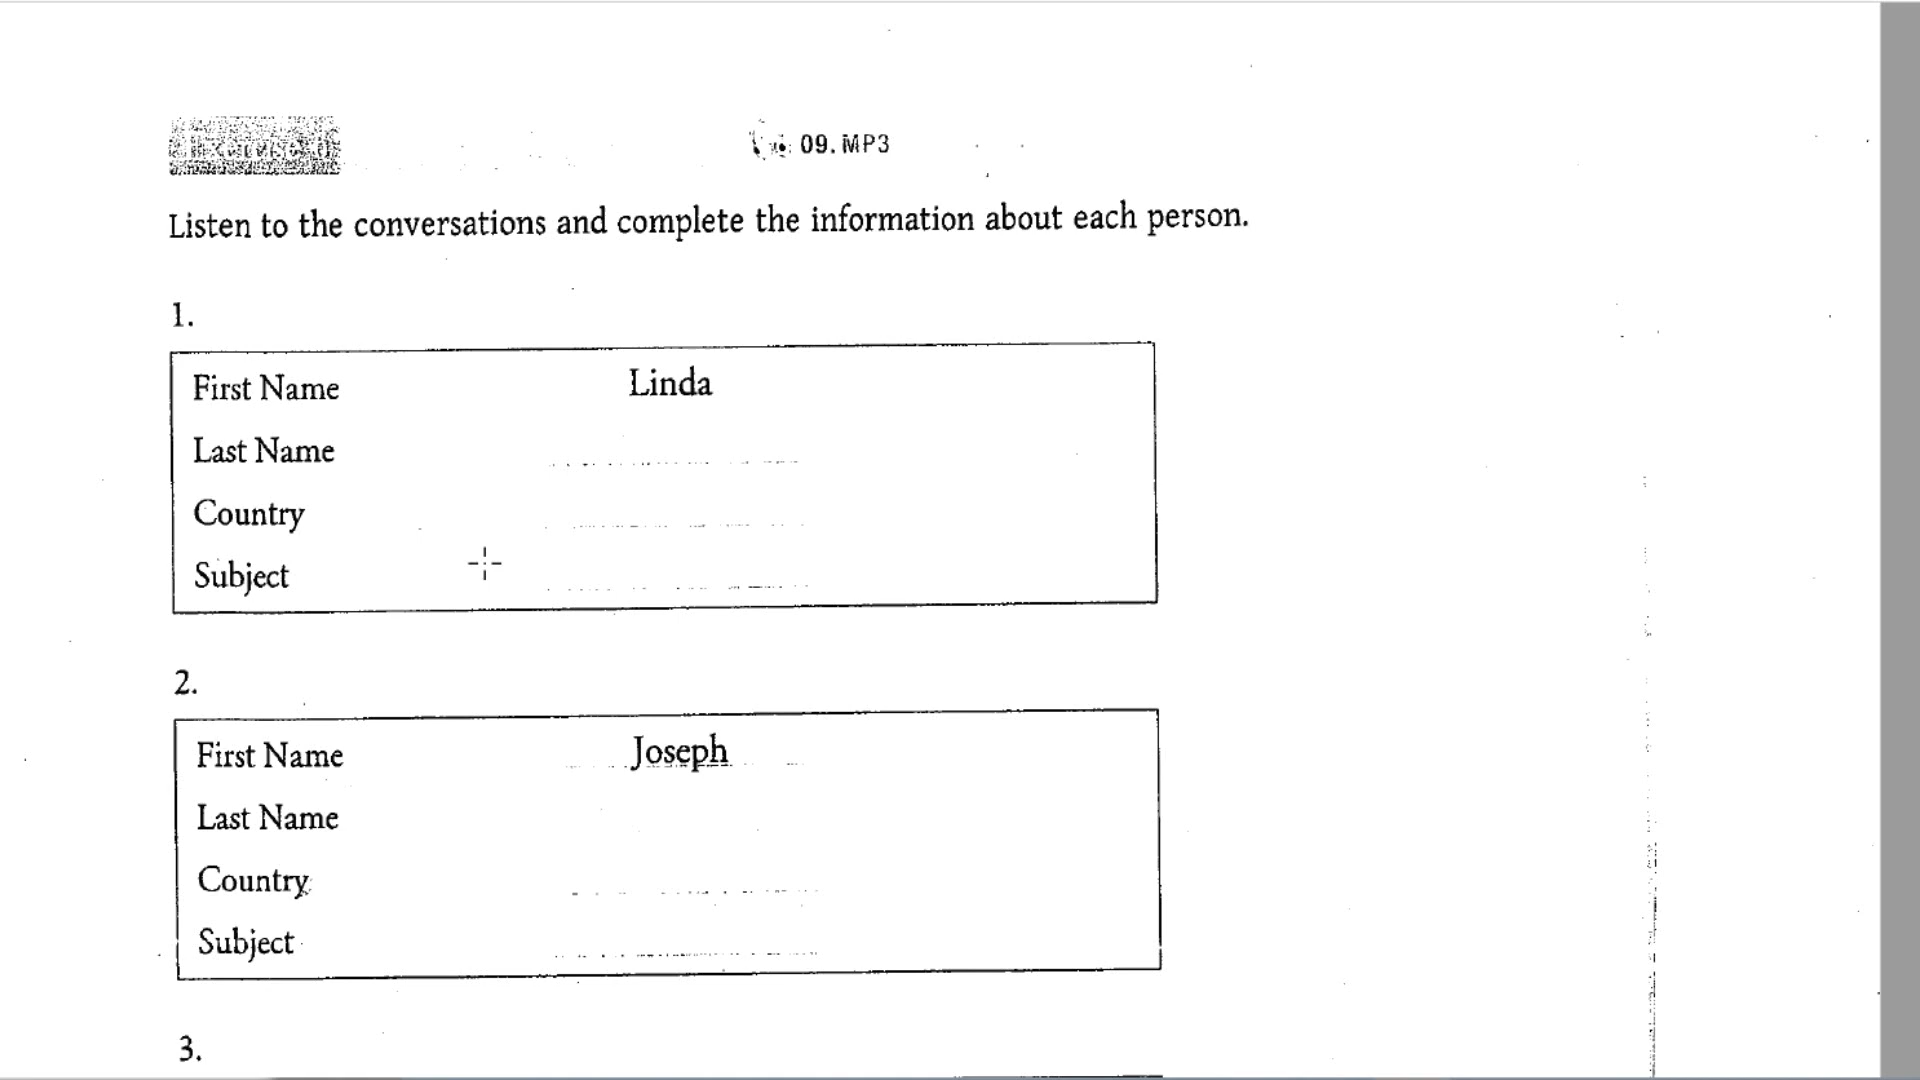 09. MP3
Listen to the conversations and complete the information about each person.
1.
First Name Linda
Last Name
Country
Subject
2.
First Name Joseph
Last Name
Country
Subject
3.